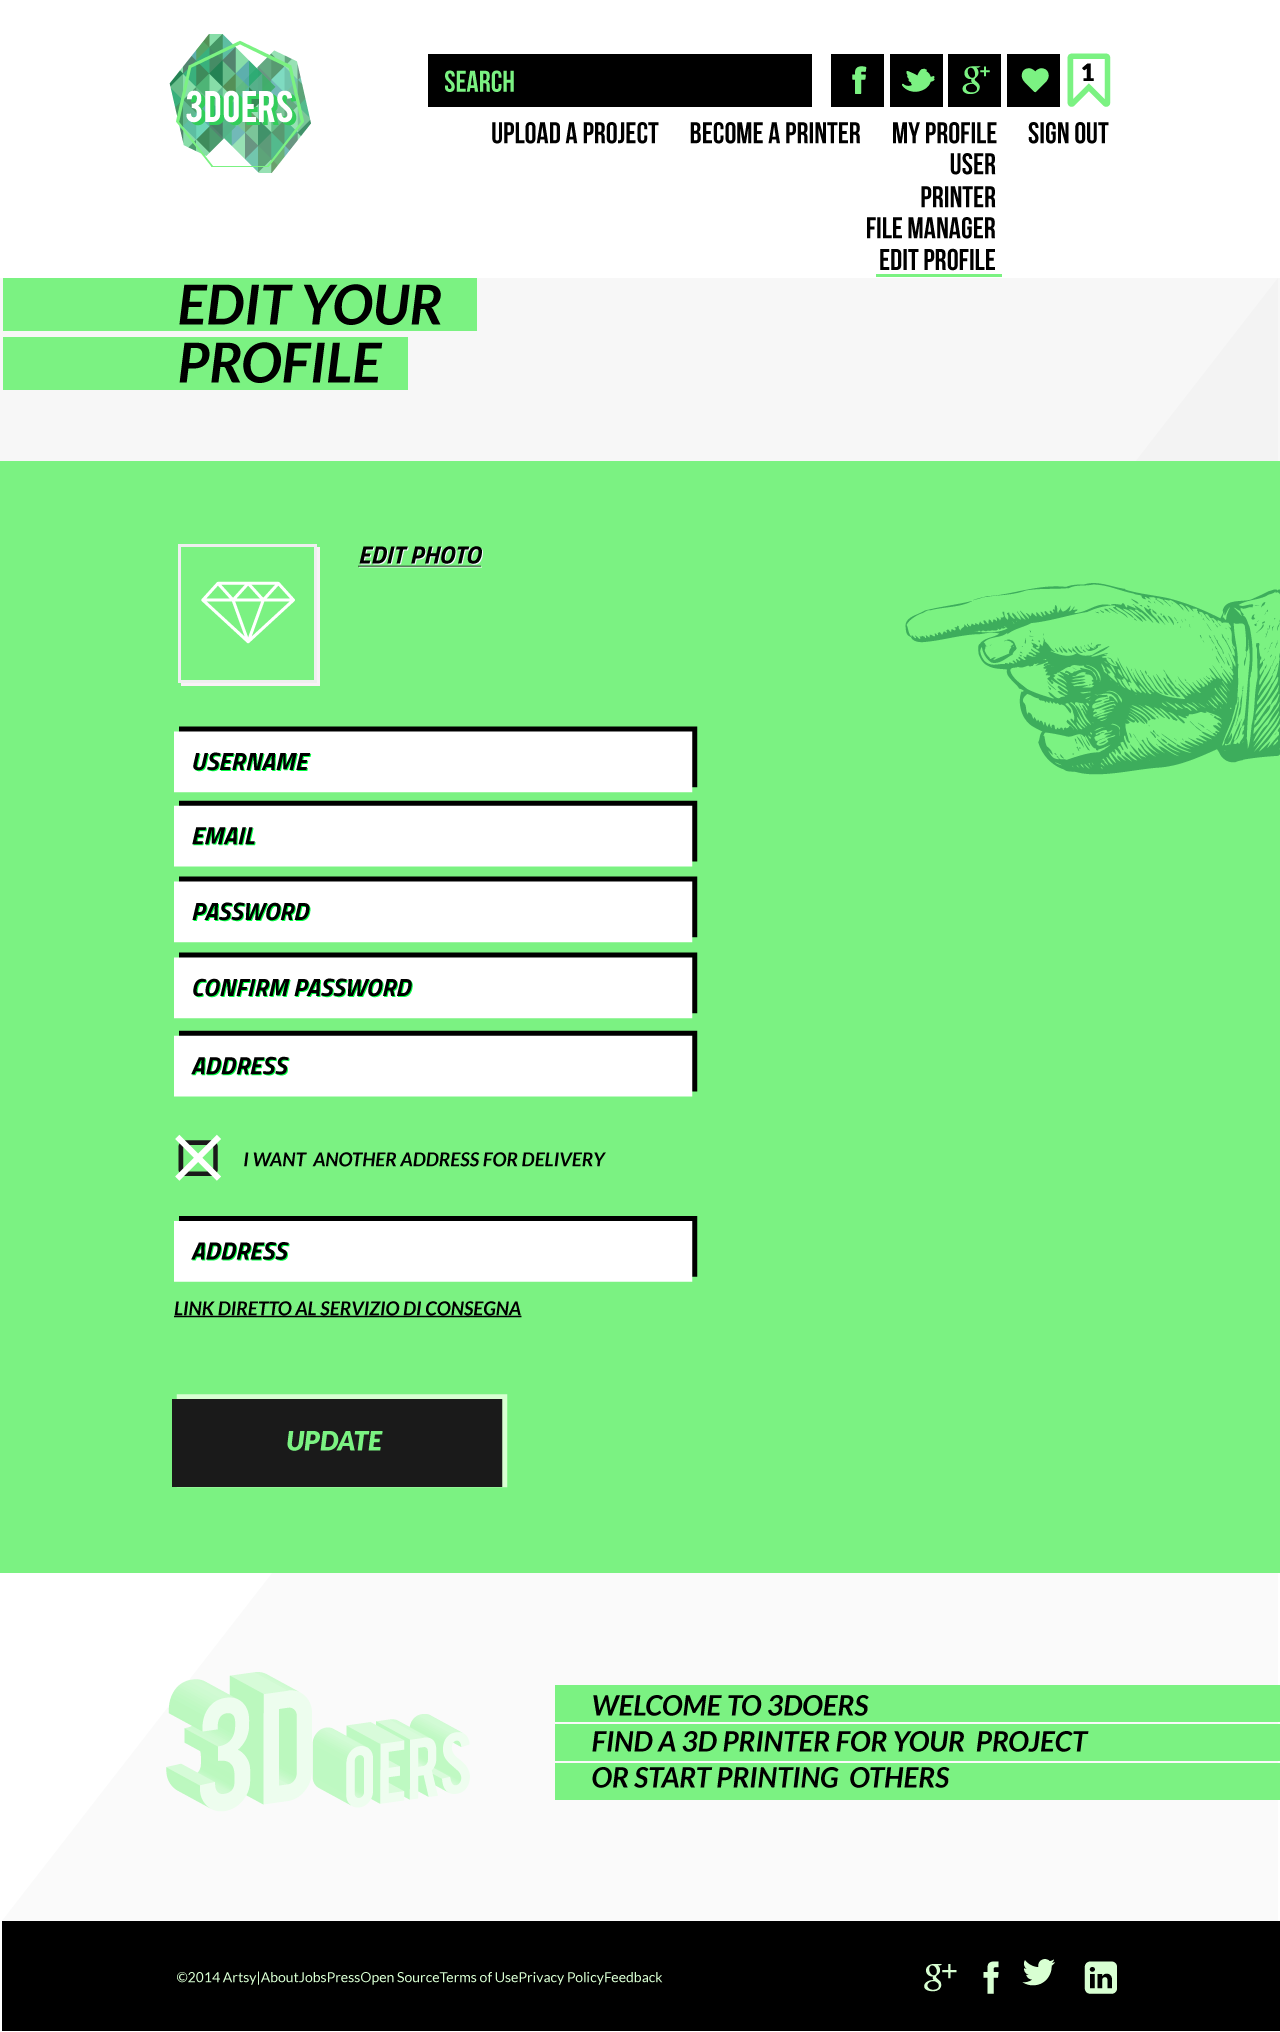 3DOERS
SEARCH
f
g+
1
UPLOAD A PROJECT BECOME A PRINTER MY PROFILE SIGN OUT
USER
PRINTER
FILE MANAGER
EDIT PROFILE
EDIT YOUR
PROFILE
EDIT PHOTO
USERNAME
EMAIL
PASSWORD
CONFIRM PASSWORD
ADDRESS
I WANT ANOTHER ADDRESS FOR DELIVERY
ADDRESS
LINK DIRETTO AL SERVIZIO DI CONSEGNA
UPDATE
3DOERS
WELCOME TO 3DOERS
FIND A 3D PRINTER FOR YOUR PROJECT
OR START PRINTING OTHERS
©2014 Artsy|AboutJobsPressOpen SourceTerms of UsePrivacy PolicyFeedback
g+ f in